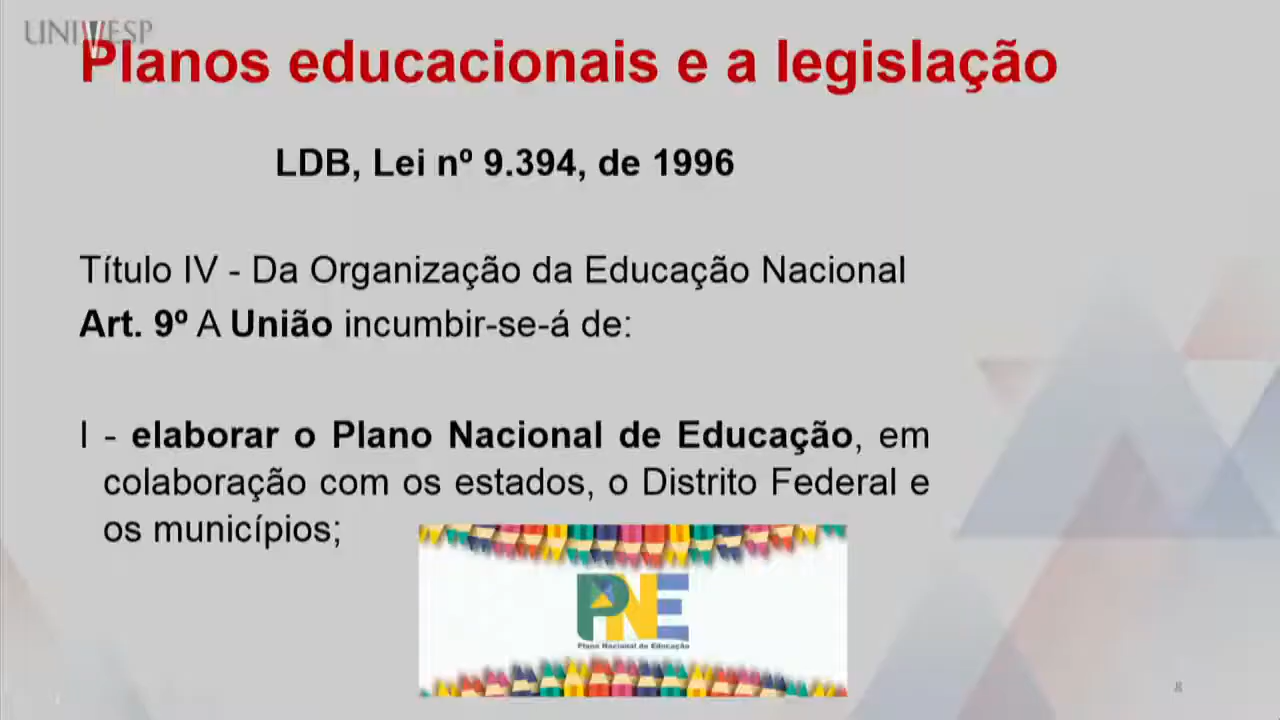 UNIVESP
Planos educacionais e a legislação
LDB, Lei nº 9.394, de 1996
Título IV - Da Organização da Educação Nacional
Art. 9º A União incumbir-se-á de:
I - elaborar o Plano Nacional de Educação, em
colaboração com os estados, o Distrito Federal e
os municípios;
PNE
Plano Nacional de Educação
8